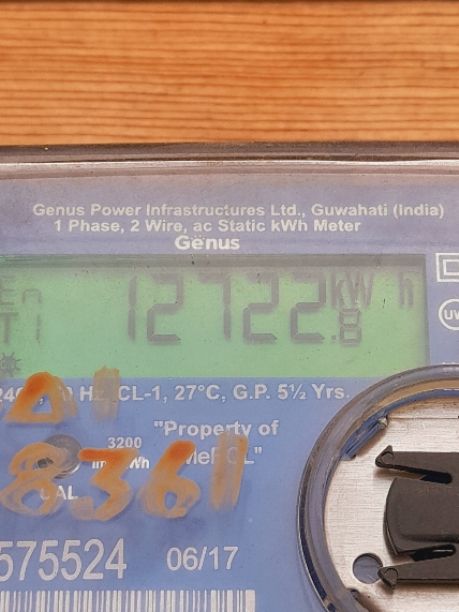 Genus Power Infrastructures Ltd., Guwahati (India)
1 Phase, 2 Wire, ac Static kWh Meter
Genus
12722.8 kWh
CL-1, 27°C, G.P. 5½ Yrs.
3200
"Property of
CAL
8361
575524 06/17